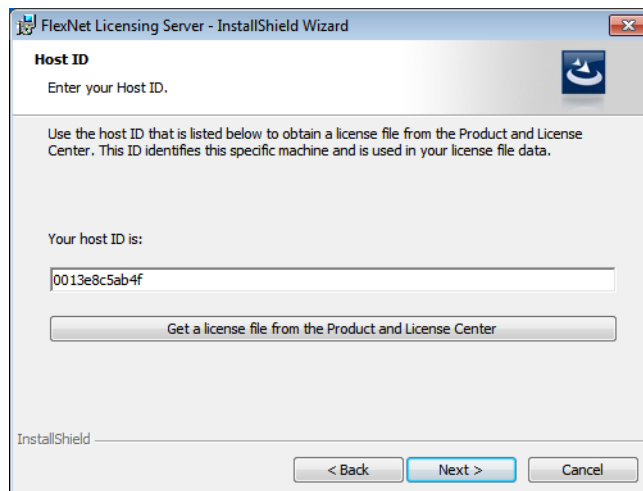 FlexNet Licensing Server - InstallShield Wizard
Host ID
Enter your Host ID.
Use the host ID that is listed below to obtain a license file from the Product and License
Center. This ID identifies this specific machine and is used in your license file data.
Your host ID is:
0013e8c5ab4f
Get a license file from the Product and License Center
InstallShield
< Back
Next >
Cancel